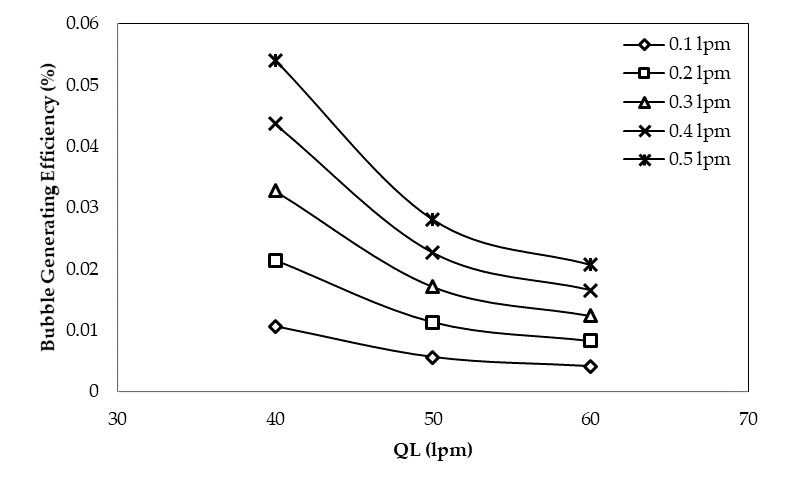 0.06
0.05
0.04
0.03
0.02
0.01
0
Bubble Generating Efficiency (%)
0.1 lpm
0.2 lpm
0.3 lpm
0.4 lpm
0.5 lpm
30 40 50 60 70
QL (lpm)